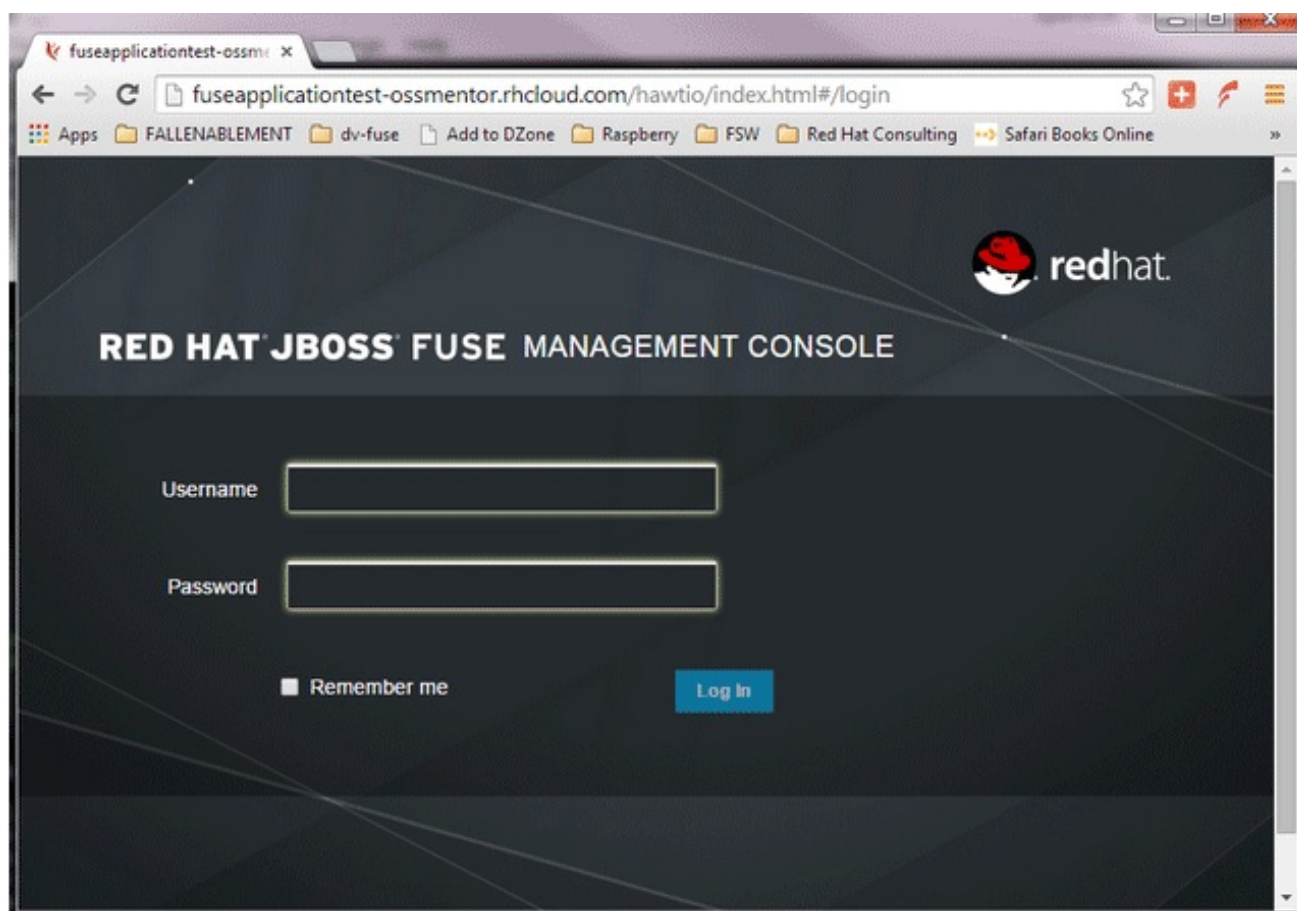 fuseapplicationtest-ossme
fuseapplicationtest-ossmentor.rhcloud.com/hawtio/index.html#/login
Apps FALLENABLEMENT dv-fuse Add to DZone Raspberry FSW Red Hat Consulting Safari Books Online »
redhat.
RED HAT® JBOSS® FUSE MANAGEMENT CONSOLE
Username
Password
Remember me Log In